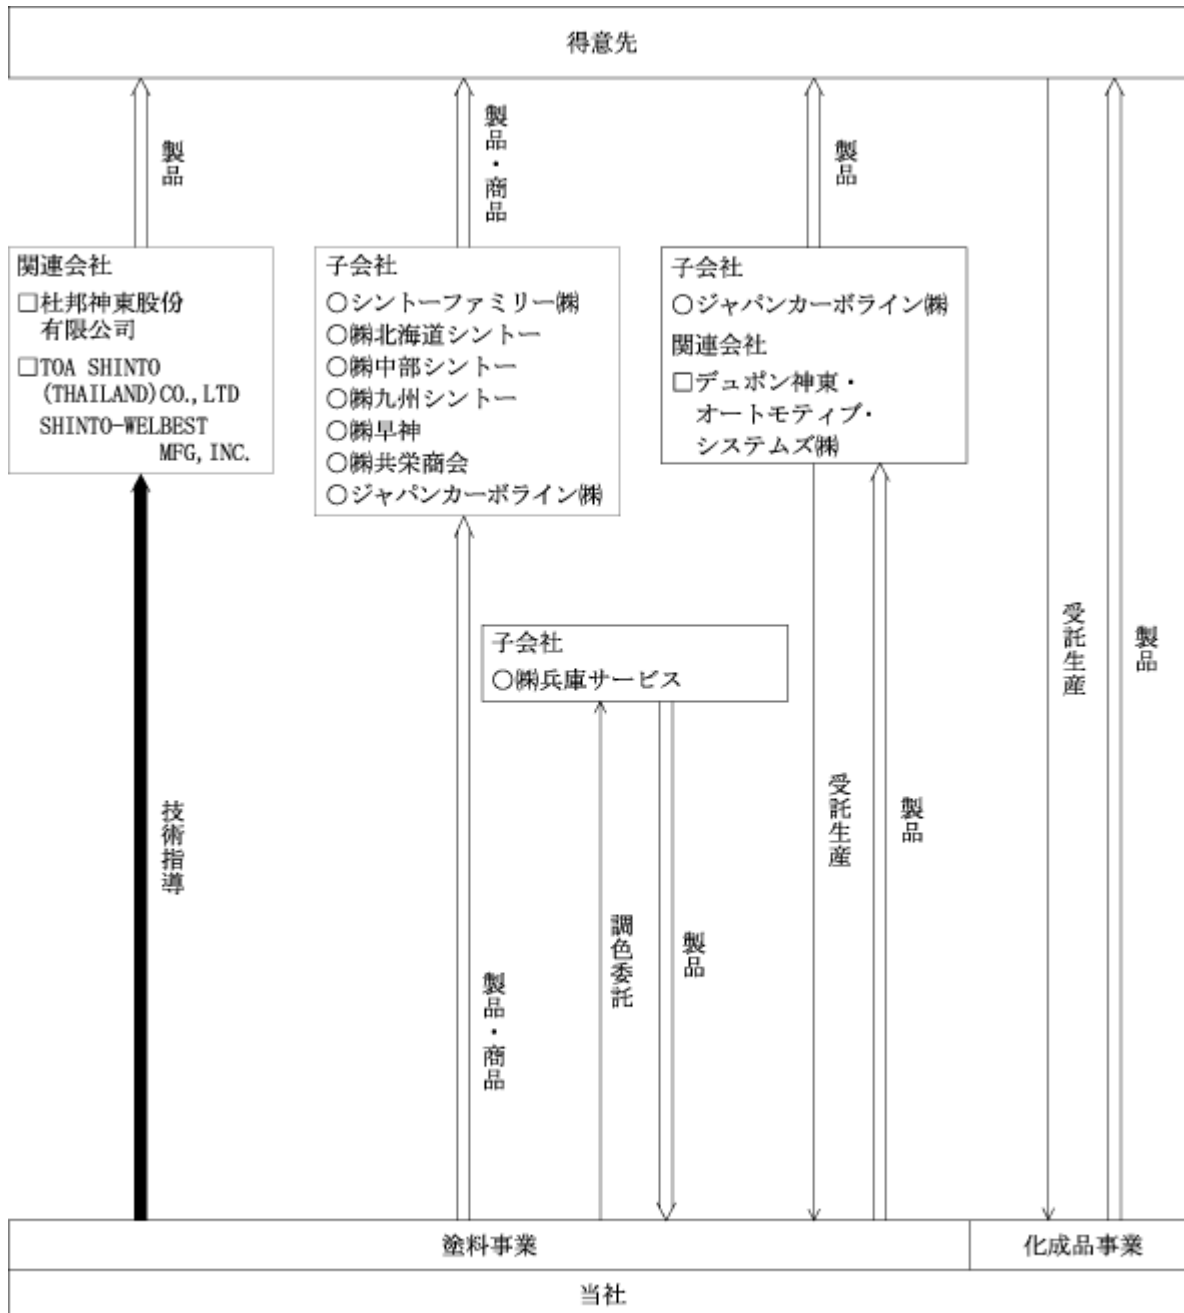 得意先
製品
製品・商品
製品
関連会社
□杜邦神東股份
有限公司
□TOA SHINTO
(THAILAND)CO.,LTD
SHINTO-WELBEST
MFG,INC.
子会社
○シントーファミリー㈱
○㈱北海道シントー
○㈱中部シントー
○㈱九州シントー
○㈱早神
○㈱共栄商会
○ジャパンカーボライン㈱
子会社
○ジャパンカーボライン㈱
関連会社
□デュポン神東・
オートモティブ・
システムズ㈱
受託生産
製品
子会社
○㈱兵庫サービス
技術指導
製品・商品
調色委託
製品
受託生産
製品
塗料事業
化成品事業
当社